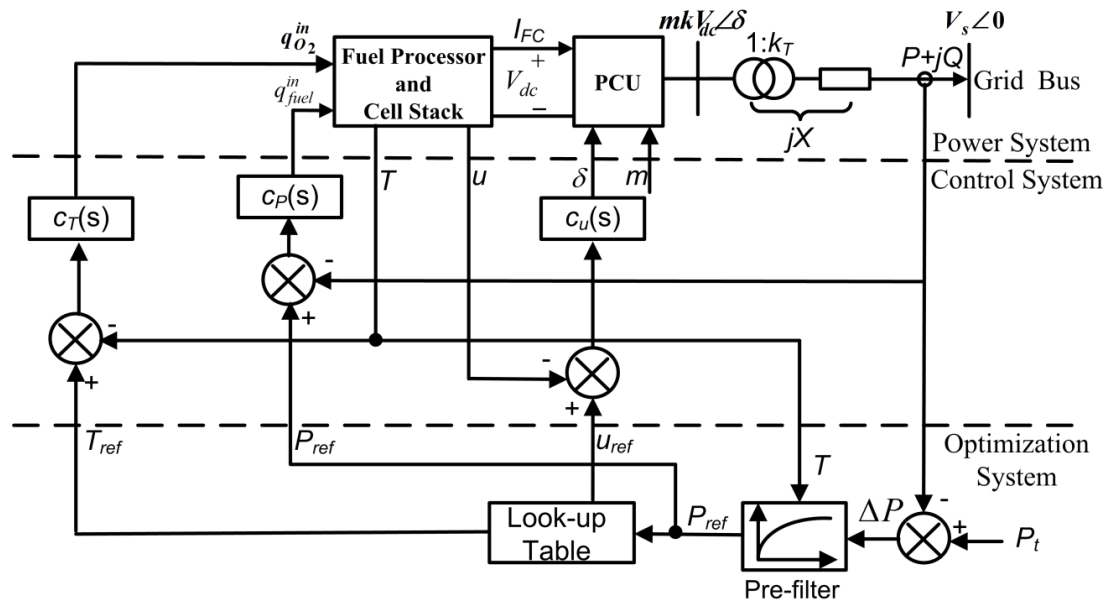 q_{O_2}^{in}
q_{fuel}^{in}
Fuel Processor
and
Cell Stack
I_{FC}
+
V_{dc}
−
PCU
mkV_{dc}∠δ
1:k_T
jX
P+jQ
V_s∠0
Grid Bus
Power System
Control System
T
u
δ
m
c_T(s)
c_P(s)
c_u(s)
-
+
-
+
-
+
T_{ref}
P_{ref}
u_{ref}
T
Optimization
System
Look-up
Table
P_{ref}
Pre-filter
ΔP
-
+
P_t